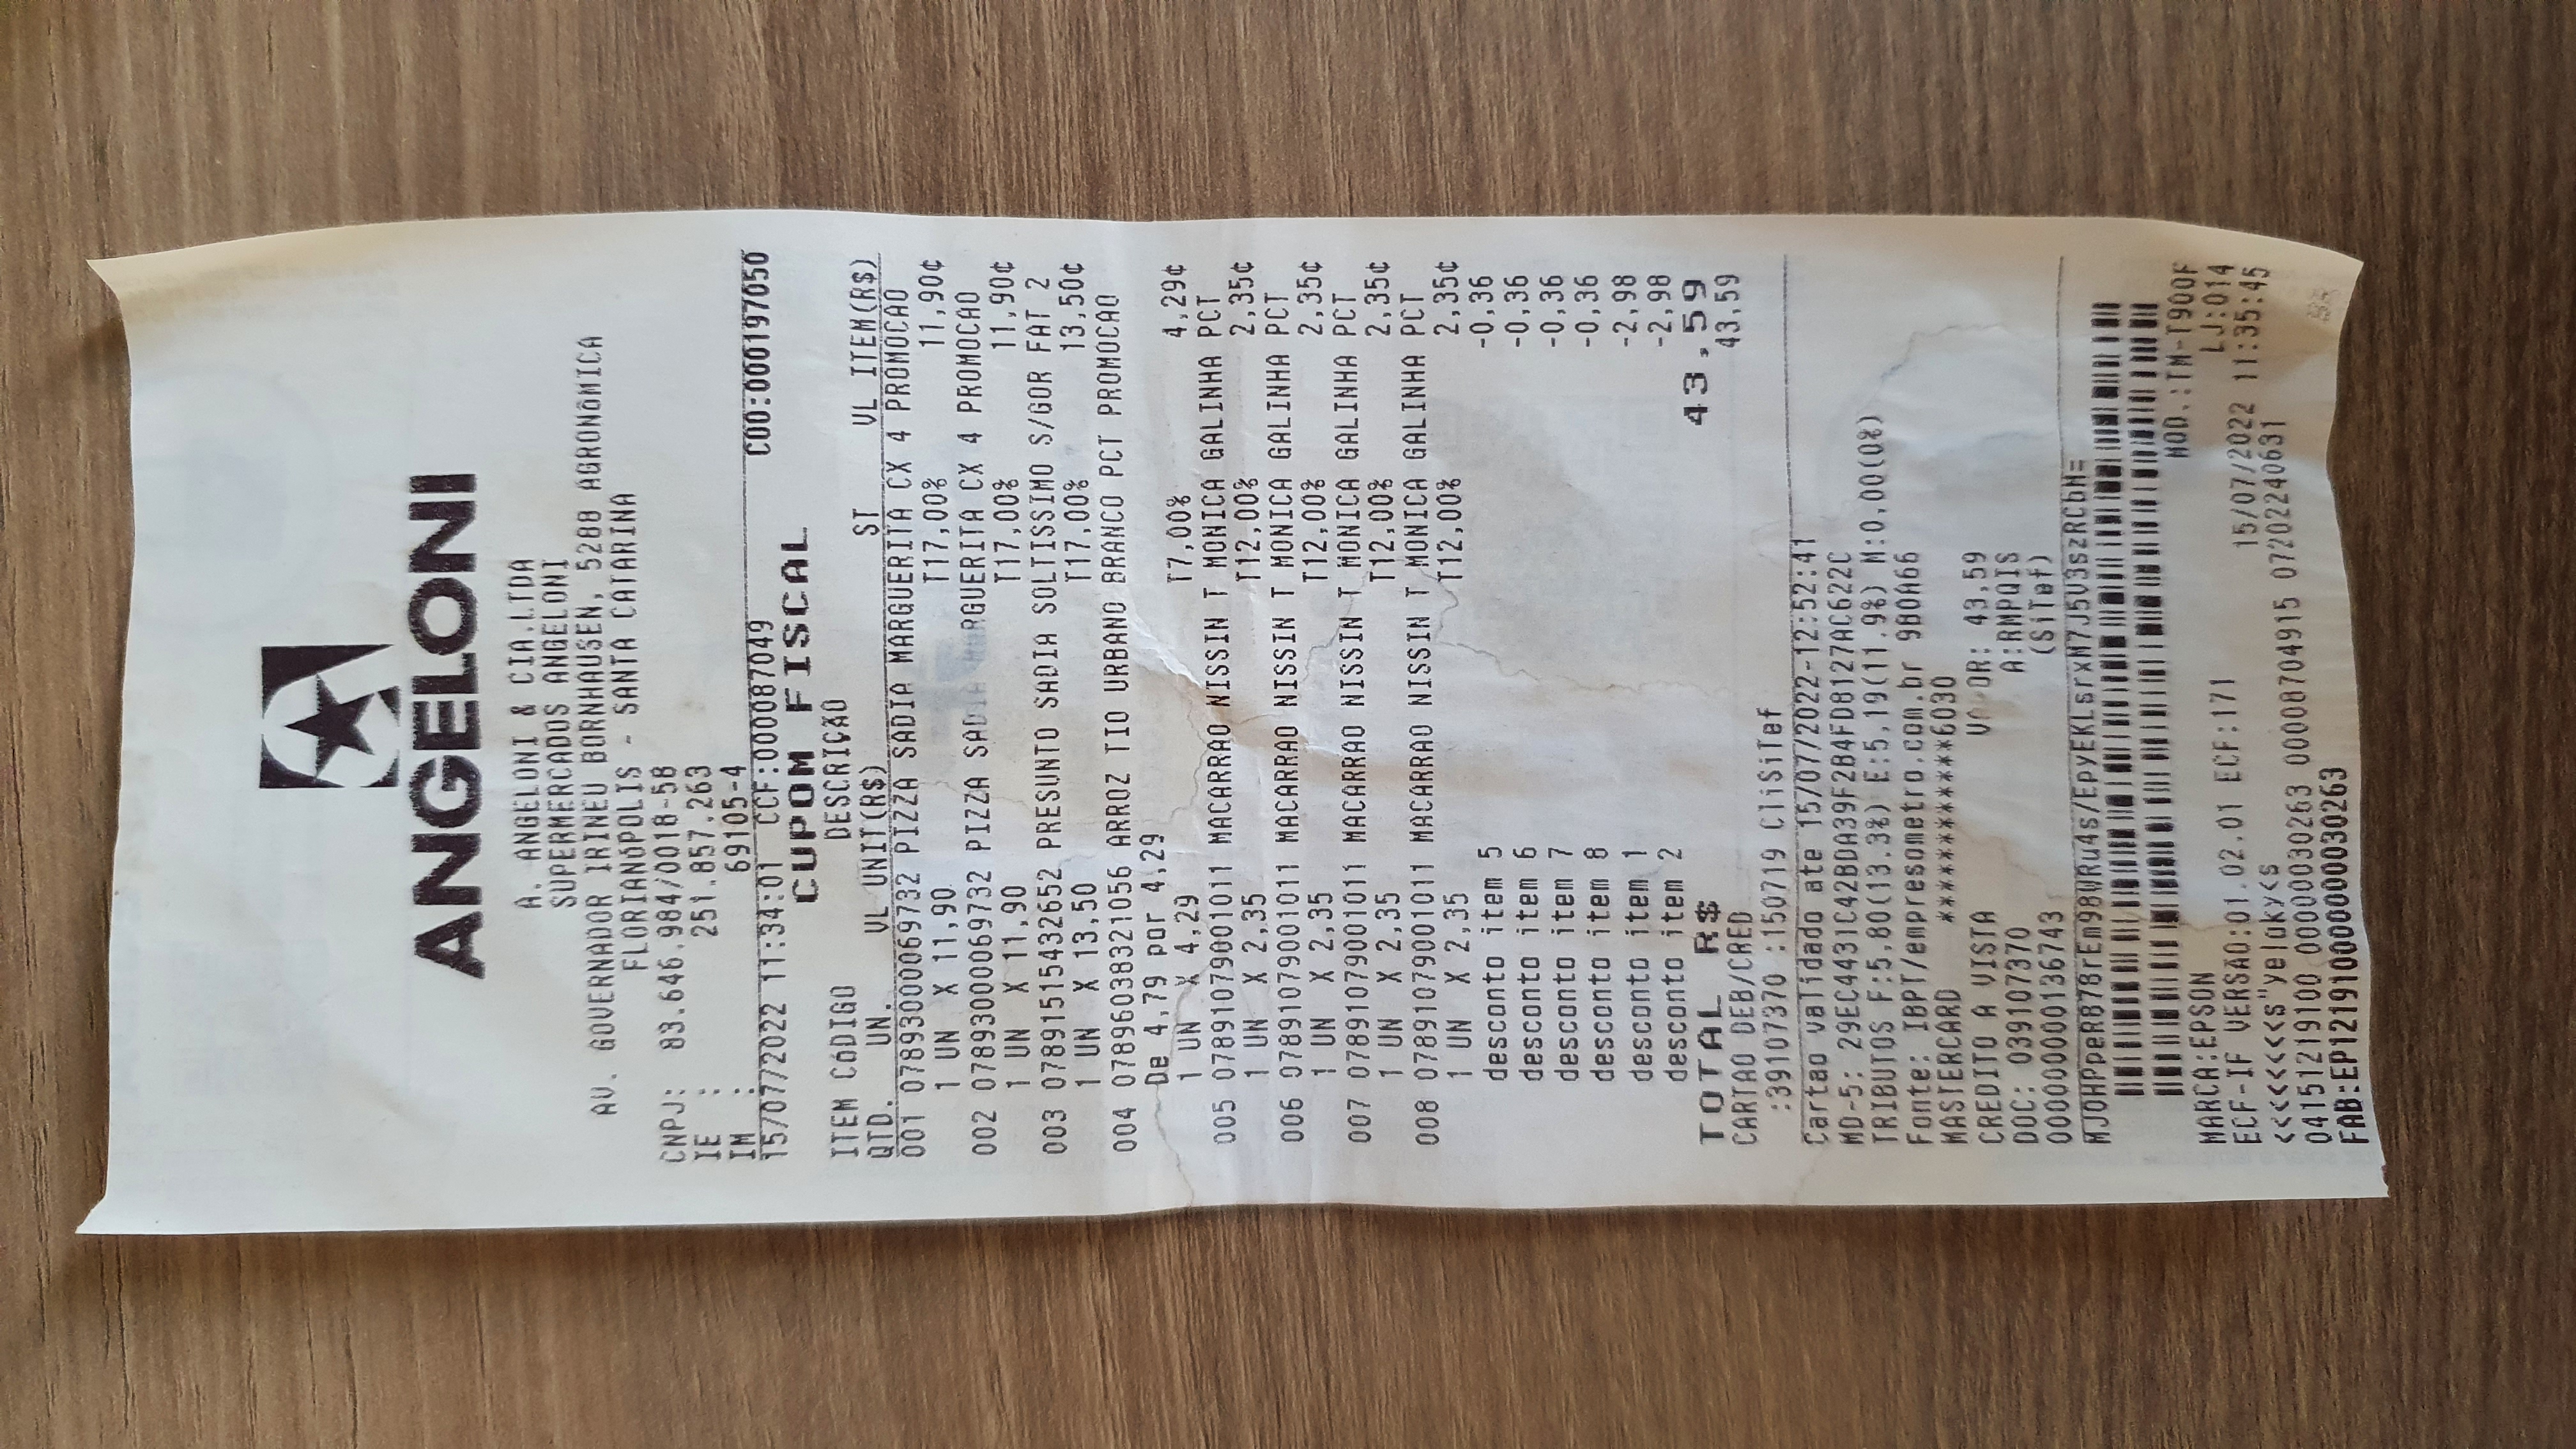 ANGELONI
A. ANGELONI & CIA.LTDA
SUPERMERCADOS ANGELONI
AV. GOVERNADOR IRINEU BORNHAUSEN, 5288 AGRONóMICA
FLORIANóPOLIS - SANTA CATARINA
CNPJ: 83.646.984/0018-58
IE : 251.857.263
IM : 69105-4
15/07/2022 11:34:01 CCF:000087049 COO:000197050
CUPOM FISCAL
ITEM CóDIGO DESCRIÇÃO
QTD. UN. VL UNIT(R$) ST VL ITEM(R$)
001 07893000069732 PIZZA SADIA MARGUERITA CX 4 PROMOCAO
1 UN X 11,90 T17,00% 11,90¢
002 07893000069732 PIZZA SADIA MARGUERITA CX 4 PROMOCAO
1 UN X 11,90 T17,00% 11,90¢
003 07891515432652 PRESUNTO SADIA SOLTISSIMO S/GOR FAT 2
1 UN X 13,50 T17,00% 13,50¢
004 07896038321056 ARROZ TIO URBANO BRANCO PCT PROMOCAO
De 4,79 por 4,29
1 UN X 4,29 T7,00% 4,29¢
005 07891079001011 MACARRAO NISSIN T MONICA GALINHA PCT
1 UN X 2,35 T12,00% 2,35¢
006 07891079001011 MACARRAO NISSIN T MONICA GALINHA PCT
1 UN X 2,35 T12,00% 2,35¢
007 07891079001011 MACARRAO NISSIN T MONICA GALINHA PCT
1 UN X 2,35 T12,00% 2,35¢
008 07891079001011 MACARRAO NISSIN T MONICA GALINHA PCT
1 UN X 2,35 T12,00% 2,35¢
desconto item 5 -0,36
desconto item 6 -0,36
desconto item 7 -0,36
desconto item 8 -0,36
desconto item 1 -2,98
desconto item 2 -2,98
TOTAL R$ 43,59
CARTAO DEB/CRED 43,59
:39107370 :150719 CliSiTef
Cartao validado ate 15/07/2022-12:52:41
MD-5: 29EC4431C42BDA39F2B4FD8127AC622C
TRIBUTOS F:5,80(13.3%) E:5,19(11.9%) M:0,00(0%)
Fonte: IBPT/empresometro.com.br 9B0A66
MASTERCARD ************6030
CREDITO A VISTA VALOR: 43,59
DOC: 039107370 A:RMPQIS
000000000136743 (SiTef)
MJOHPpeR878rEm98WRu4s/EpyEKLsrxM7J5V3szRCbM=
MARCA:EPSON MOD.:TM-T900F
ECF-IF VERSÃO:01.02.01 ECF:171 LJ:014
<<<<<<<<s"ye|oky<s 15/07/2022 11:35:45
04151219100 00000030263 00008704915 07202240631
FAB:EP121910000000030263